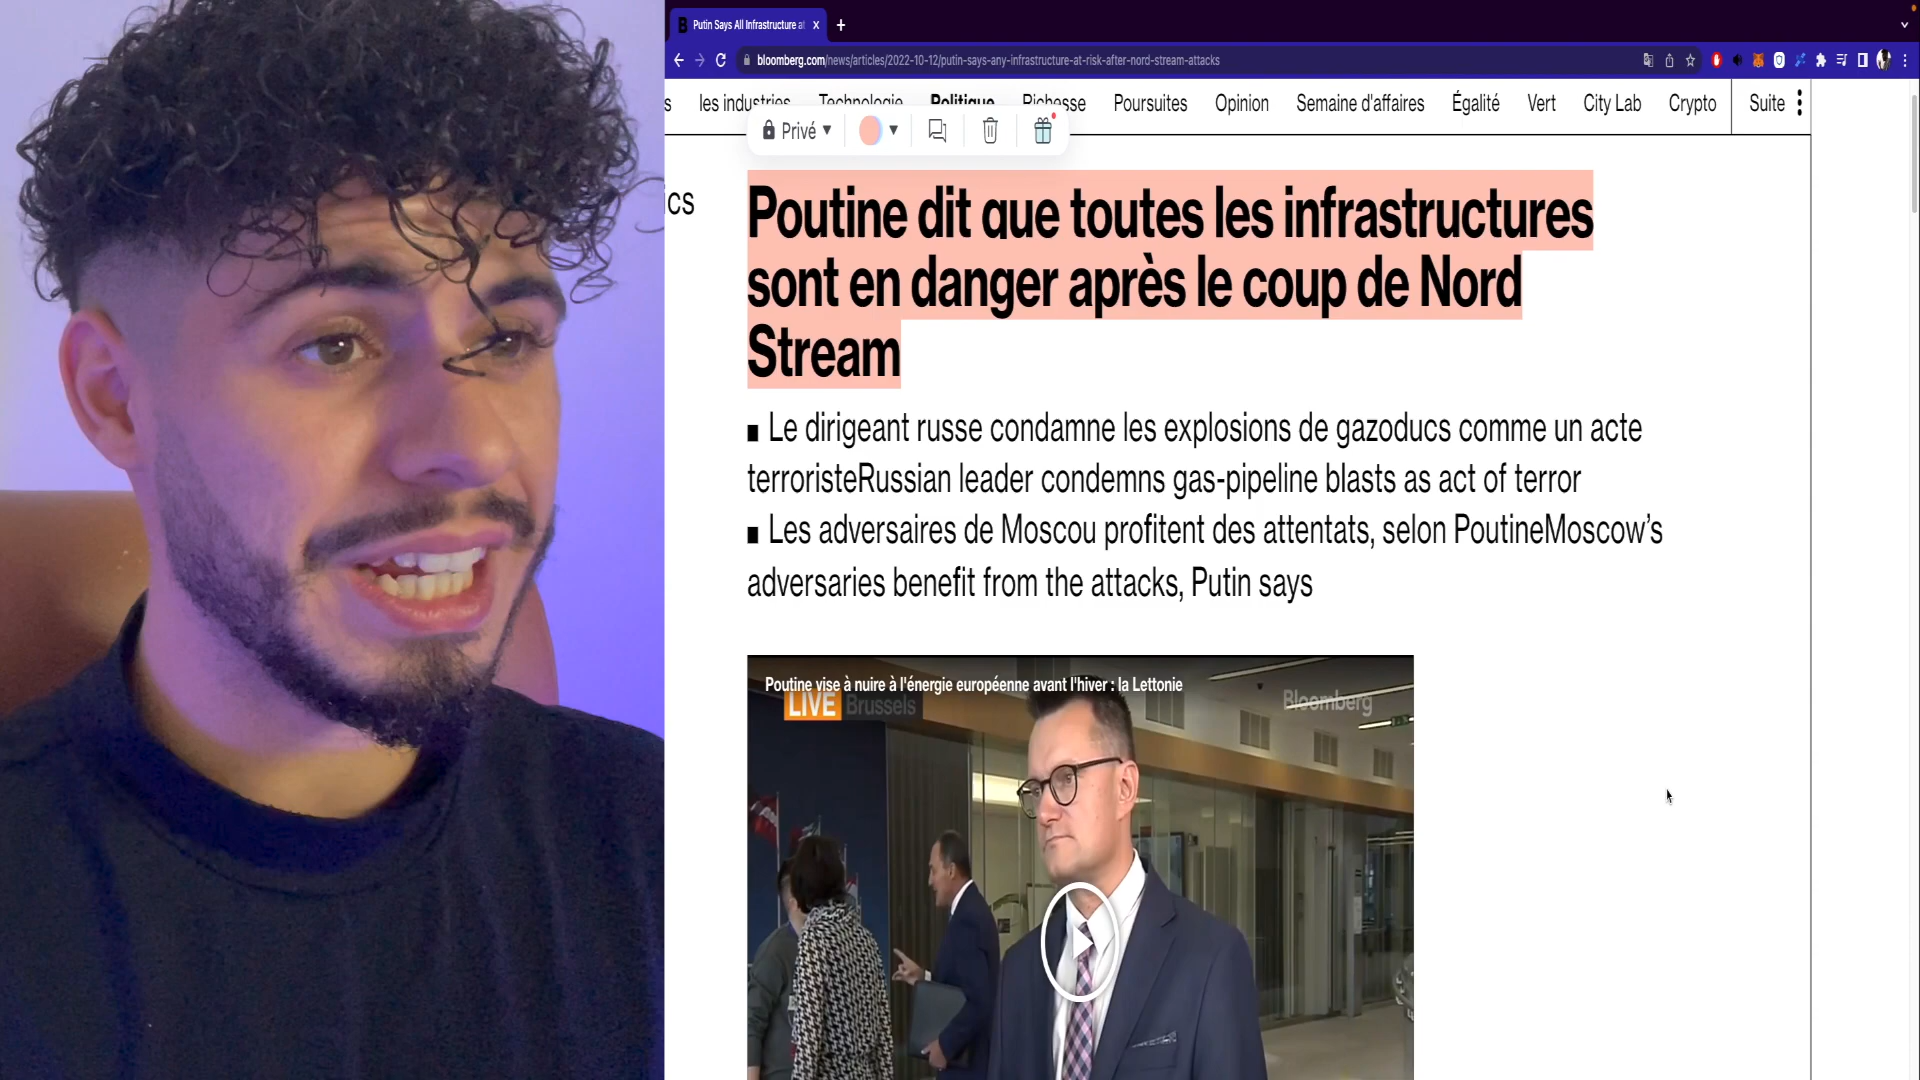 Putin Says All Infrastructure at
bloomberg.com/news/articles/2022-10-12/putin-says-any-infrastructure-at-risk-after-nord-stream-attacks
s les industries Technologie Politique Richesse Poursuites Opinion Semaine d'affaires Égalité Vert City Lab Crypto Suite
Privé
ics
Poutine dit que toutes les infrastructures
sont en danger après le coup de Nord
Stream
Le dirigeant russe condamne les explosions de gazoducs comme un acte
terroristeRussian leader condemns gas-pipeline blasts as act of terror
Les adversaires de Moscou profitent des attentats, selon PoutineMoscow's
adversaries benefit from the attacks, Putin says
Poutine vise à nuire à l'énergie européenne avant l'hiver : la Lettonie
LIVE Brussels
Bloomberg